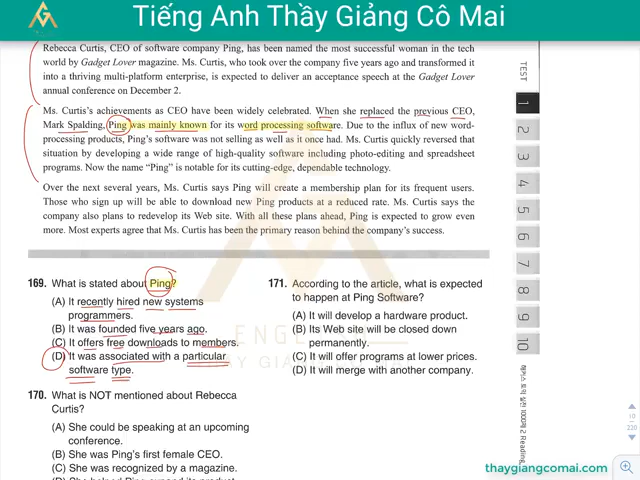 Tiếng Anh Thầy Giảng Cô Mai
Rebecca Curtis, CEO of software company Ping, has been named the most successful woman in the tech
world by Gadget Lover magazine. Ms. Curtis, who took over the company five years ago and transformed it
into a thriving multi-platform enterprise, is expected to deliver an acceptance speech at the Gadget Lover
annual conference on December 2.
Ms. Curtis's achievements as CEO have been widely celebrated. When she replaced the previous CEO,
Mark Spalding, Ping was mainly known for its word processing software. Due to the influx of new word-
processing products, Ping's software was not selling as well as it once had. Ms. Curtis quickly reversed that
situation by developing a wide range of high-quality software including photo-editing and spreadsheet
programs. Now the name "Ping" is notable for its cutting-edge, dependable technology.
Over the next several years, Ms. Curtis says Ping will create a membership plan for its frequent users.
Those who sign up will be able to download new Ping products at a reduced rate. Ms. Curtis says the
company also plans to redevelop its Web site. With all these plans ahead, Ping is expected to grow even
more. Most experts agree that Ms. Curtis has been the primary reason behind the company's success.
169. What is stated about Ping?
(A) It recently hired new systems
programmers.
(B) It was founded five years ago.
(C) It offers free downloads to members.
(D) It was associated with a particular
software type.
170. What is NOT mentioned about Rebecca
Curtis?
(A) She could be speaking at an upcoming
conference.
(B) She was Ping's first female CEO.
(C) She was recognized by a magazine.
171. According to the article, what is expected
to happen at Ping Software?
(A) It will develop a hardware product.
(B) Its Web site will be closed down
permanently.
(C) It will offer programs at lower prices.
(D) It will merge with another company.
TEST
1
2
3
4
5
6
7
8
9
10
해커스 토익 실전 1000제 2 Reading
220
thaygiangcomai.com